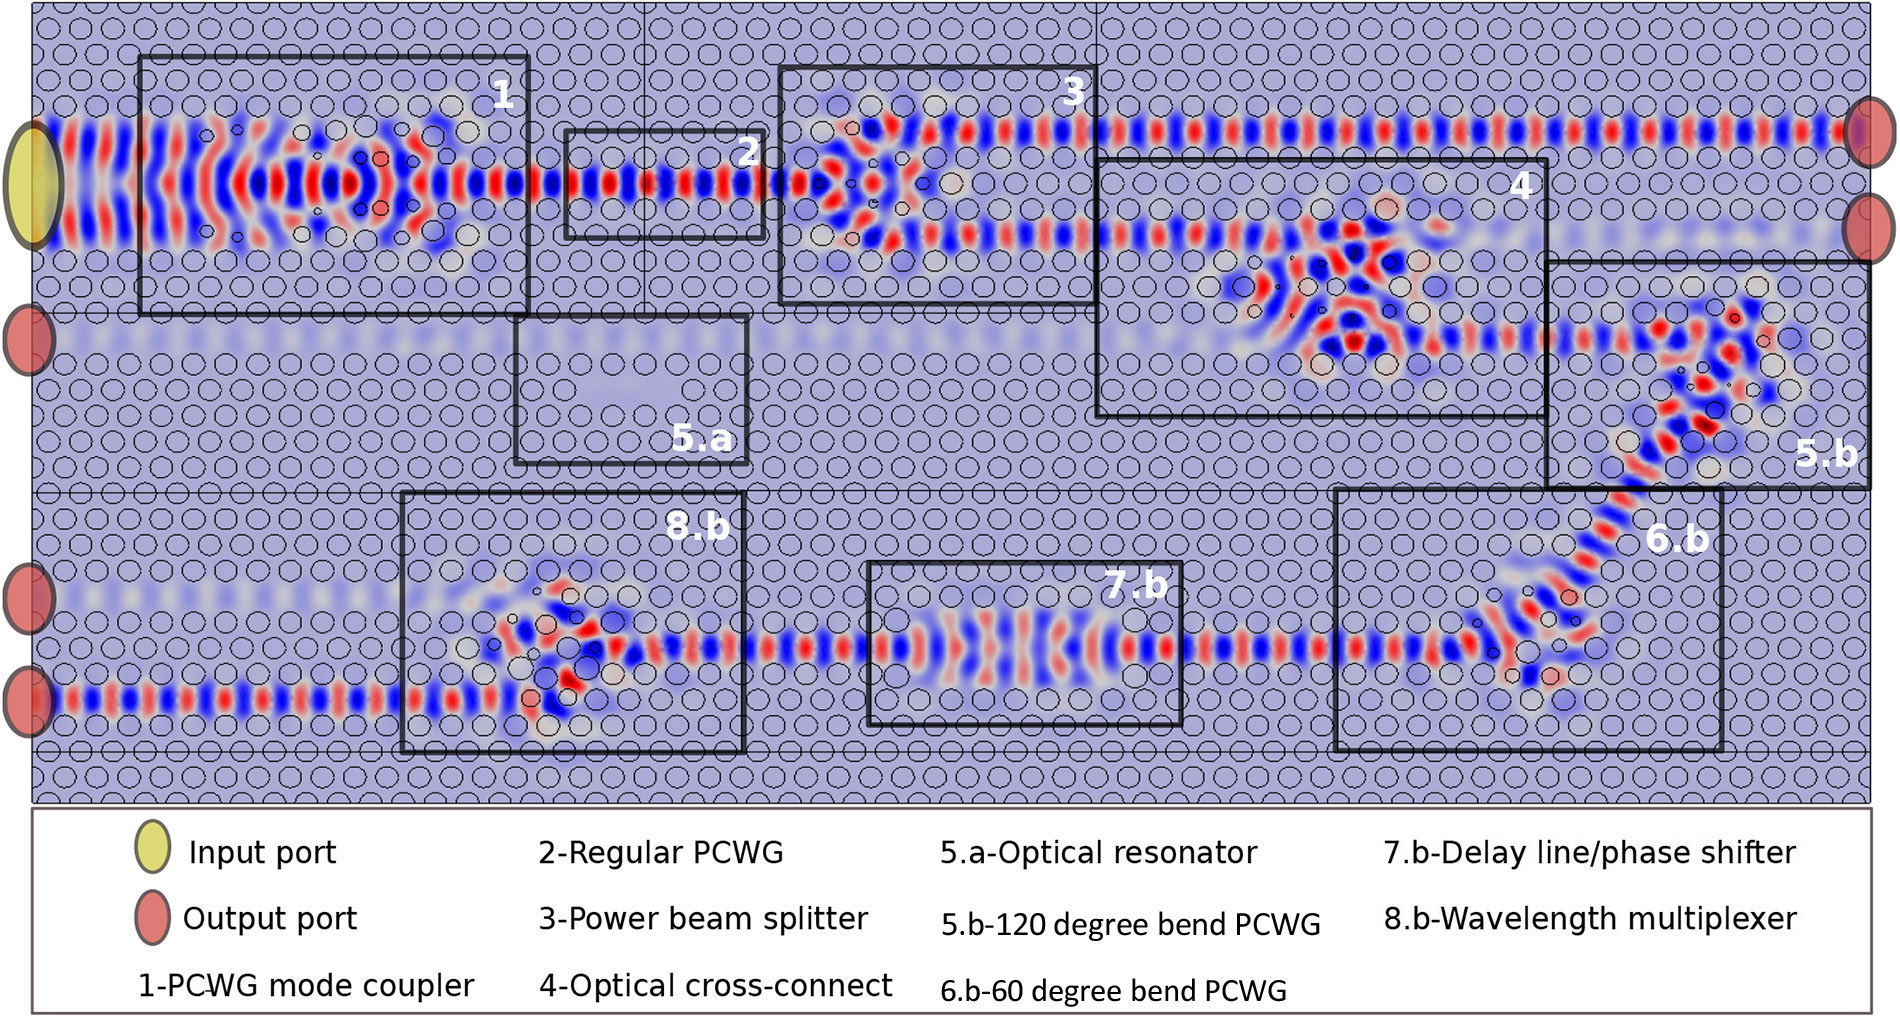 1
2
3
4
5.a
5.b
8.b
7.b
6.b
Input port
2-Regular PCWG
5.a-Optical resonator
7.b-Delay line/phase shifter
Output port
3-Power beam splitter
5.b-120 degree bend PCWG
8.b-Wavelength multiplexer
1-PCWG mode coupler
4-Optical cross-connect
6.b-60 degree bend PCWG